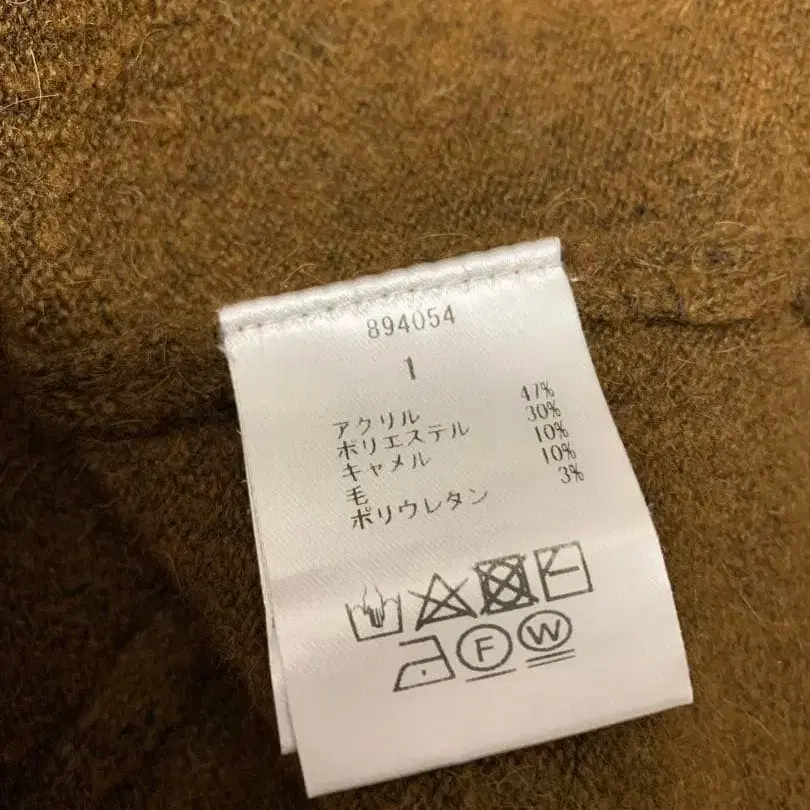 894054
1
アクリル 47%
ポリエステル 30%
キャメル 10%
毛 10%
ポリウレタン 3%
F W